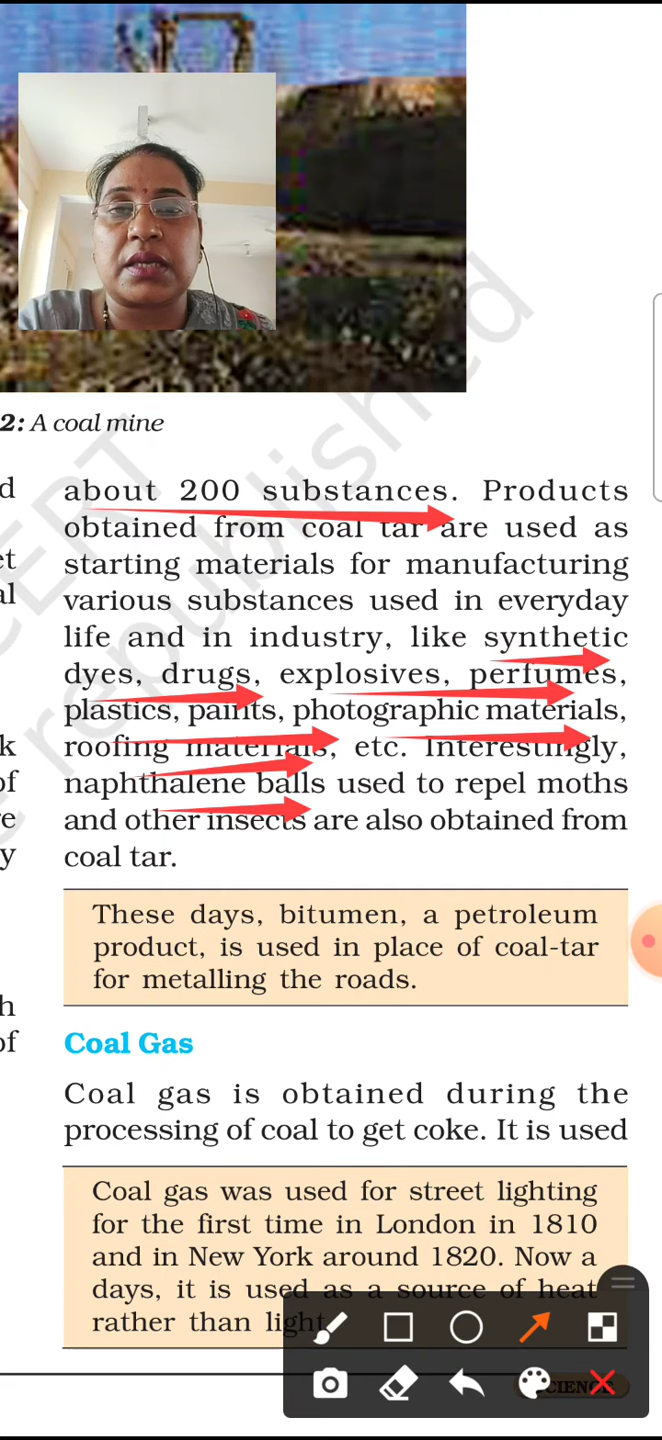 2: A coal mine
d
et
al
k
of
e
y
h
of
about 200 substances. Products
obtained from coal tar are used as
starting materials for manufacturing
various substances used in everyday
life and in industry, like synthetic
dyes, drugs, explosives, perfumes,
plastics, paints, photographic materials,
roofing materials, etc. Interestingly,
naphthalene balls used to repel moths
and other insects are also obtained from
coal tar.
These days, bitumen, a petroleum
product, is used in place of coal-tar
for metalling the roads.
Coal Gas
Coal gas is obtained during the
processing of coal to get coke. It is used
Coal gas was used for street lighting
for the first time in London in 1810
and in New York around 1820. Now a
days, it is used as a source of heat
rather than light
SCIENCE
republished